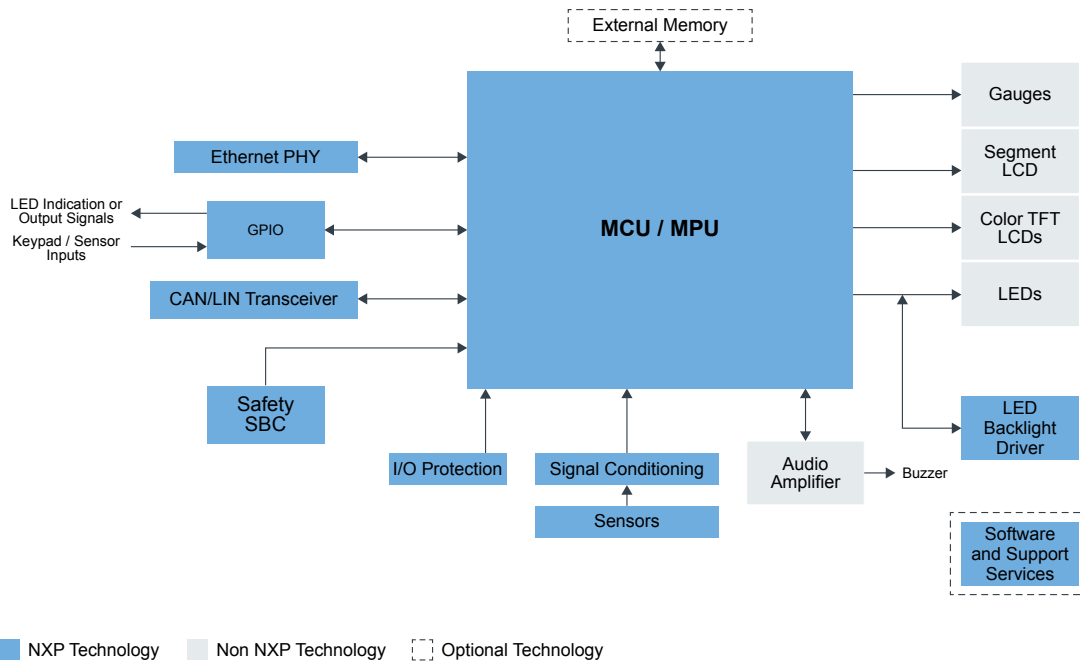 External Memory
Gauges
Ethernet PHY
Segment
LCD
LED Indication or
Output Signals
GPIO
MCU / MPU
Color TFT
LCDs
Keypad / Sensor
Inputs
CAN/LIN Transceiver
LEDs
Safety
SBC
LED
Backlight
Driver
I/O Protection
Signal Conditioning
Audio
Amplifier
Buzzer
Sensors
Software
and Support
Services
NXP Technology
Non NXP Technology
Optional Technology